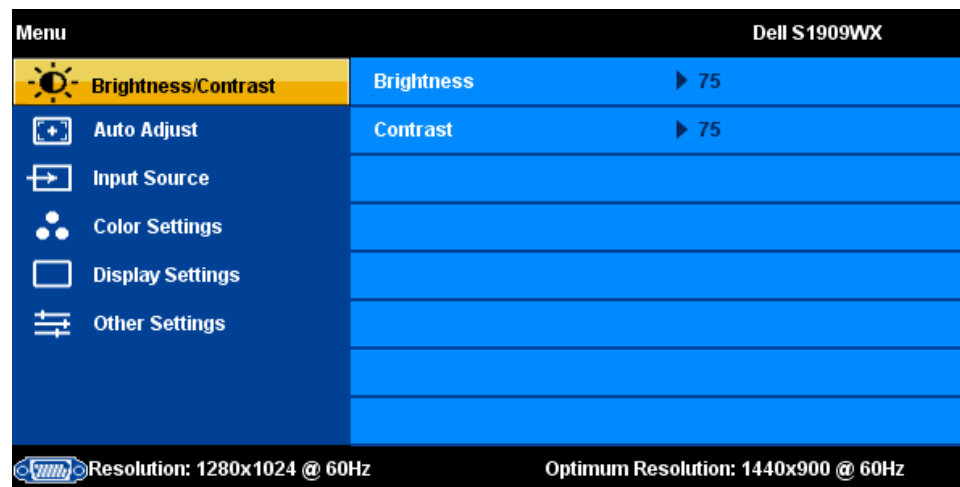 Menu Dell S1909WX
Brightness/Contrast Brightness 75
Auto Adjust Contrast 75
Input Source
Color Settings
Display Settings
Other Settings
Resolution: 1280x1024 @ 60Hz Optimum Resolution: 1440x900 @ 60Hz